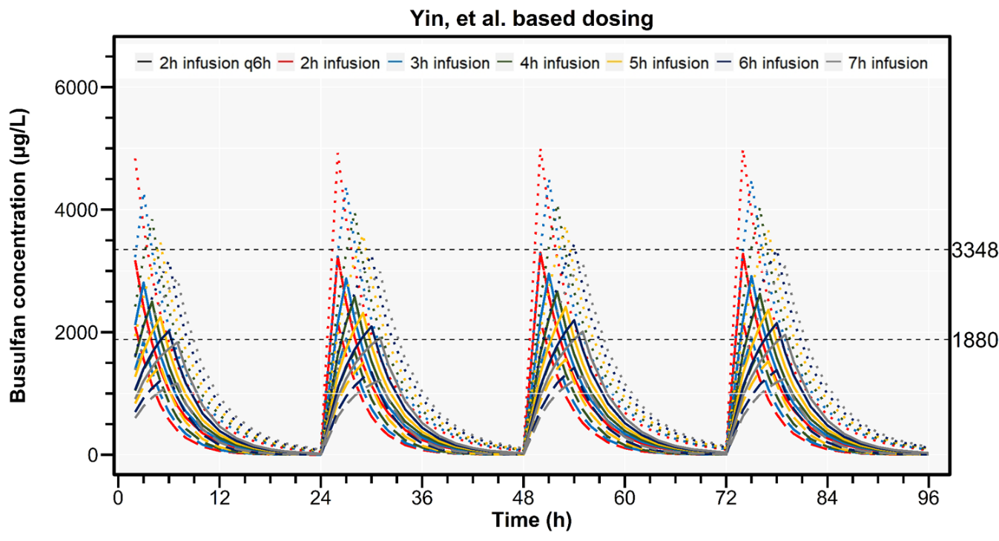 Yin, et al. based dosing
2h infusion q6h 2h infusion 3h infusion 4h infusion 5h infusion 6h infusion 7h infusion
Busulfan concentration (µg/L)
6000
4000
3348
2000
1880
0
0 12 24 36 48 60 72 84 96
Time (h)